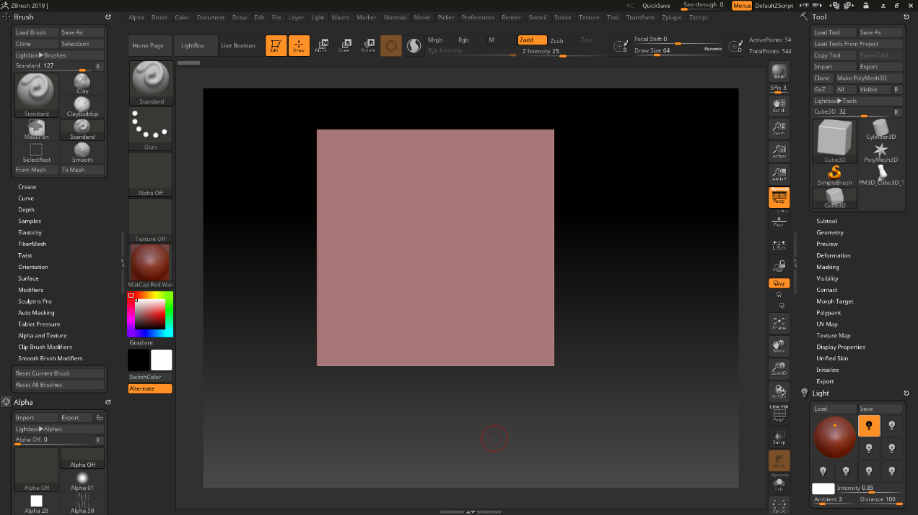 ZBrush 2019 [
AC
QuickSave
See-through 0
Menus
DefaultZScript
Brush
Alpha Brush Color Document Draw Edit File Layer Light Macro Marker Material Movie Picker Preferences Render Stencil Stroke Texture Tool Transform Zplugin Zscript
Tool
Load Brush
Save As
Clone
SelectIcon
Lightbox▶Brushes
Standard. 127
R
Standard
Clay
ClayBuildup
MaskPen
Standard
SelectRect
Smooth
From Mesh
To Mesh
Create
Curve
Depth
Samples
Elasticity
FiberMesh
Twist
Orientation
Surface
Modifiers
Sculptris Pro
Auto Masking
Tablet Pressure
Alpha and Texture
Clip Brush Modifiers
Smooth Brush Modifiers
Reset Current Brush
Reset All Brushes
Alpha
Import
Export
Ep
Lightbox▶Alphas
Alpha Off. 0
R
Alpha Off
Alpha Off
Alpha 01
Alpha 28
Alpha 58
Home Page
LightBox
Live Boolean
Edit
Draw
Move
Scale
Rotate
Mrgb
Rgb
M
Rgb Intensity
Zadd
Zsub
Z Intensity 25
Focal Shift 0
Draw Size 64
Dynamic
S
D
ActivePoints: 54
TotalPoints: 544
Standard
Dots
Alpha Off
Texture Off
MatCap Red Wax
Gradient
SwitchColor
Alternate
BPR
SPix 3
Scroll
Zoom
Actual
AAHalf
Persp
Floor
L.Sym
Frame
Move
Zoom3D
Rotate
Line Fill
PolyF
Transp
Dynamic
Solo
Xpose
Load Tool
Save As
Load Tools From Project
Copy Tool
Paste Tool
Import
Export
Clone
Make PolyMesh3D
GoZ
All
Visible
R
Lightbox▶Tools
Cube3D. 32
R
Cube3D
Cylinder3D
PolyMesh3D
SimpleBrush
PM3D_Cube3D_1
Cube3D
Subtool
Geometry
Preview
Deformation
Masking
Visibility
Contact
Morph Target
Polypaint
UV Map
Texture Map
Display Properties
Unified Skin
Initialize
Export
Light
Load
Save
Intensity 0.85
Ambient 3
Distance 100